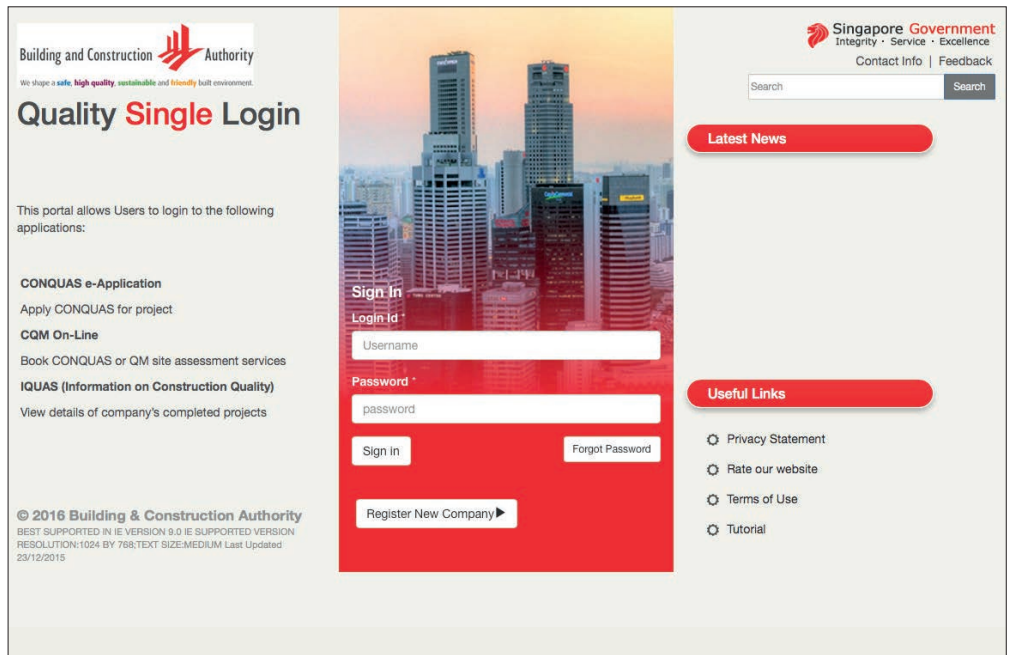 Building and Construction Authority
We shape a safe, high quality, sustainable and friendly built environment.
Quality Single Login
This portal allows Users to login to the following
applications:
CONQUAS e-Application
Apply CONQUAS for project
CQM On-Line
Book CONQUAS or QM site assessment services
IQUAS (Information on Construction Quality)
View details of company's completed projects
© 2016 Building & Construction Authority
BEST SUPPORTED IN IE VERSION 9.0 IE SUPPORTED VERSION
RESOLUTION:1024 BY 768;TEXT SIZE:MEDIUM Last Updated
23/12/2015
Sign In
Login Id *
Username
Password *
password
Sign in
Forgot Password
Register New Company▶
Singapore Government
Integrity · Service · Excellence
Contact Info | Feedback
Search
Search
Latest News
Useful Links
Privacy Statement
Rate our website
Terms of Use
Tutorial